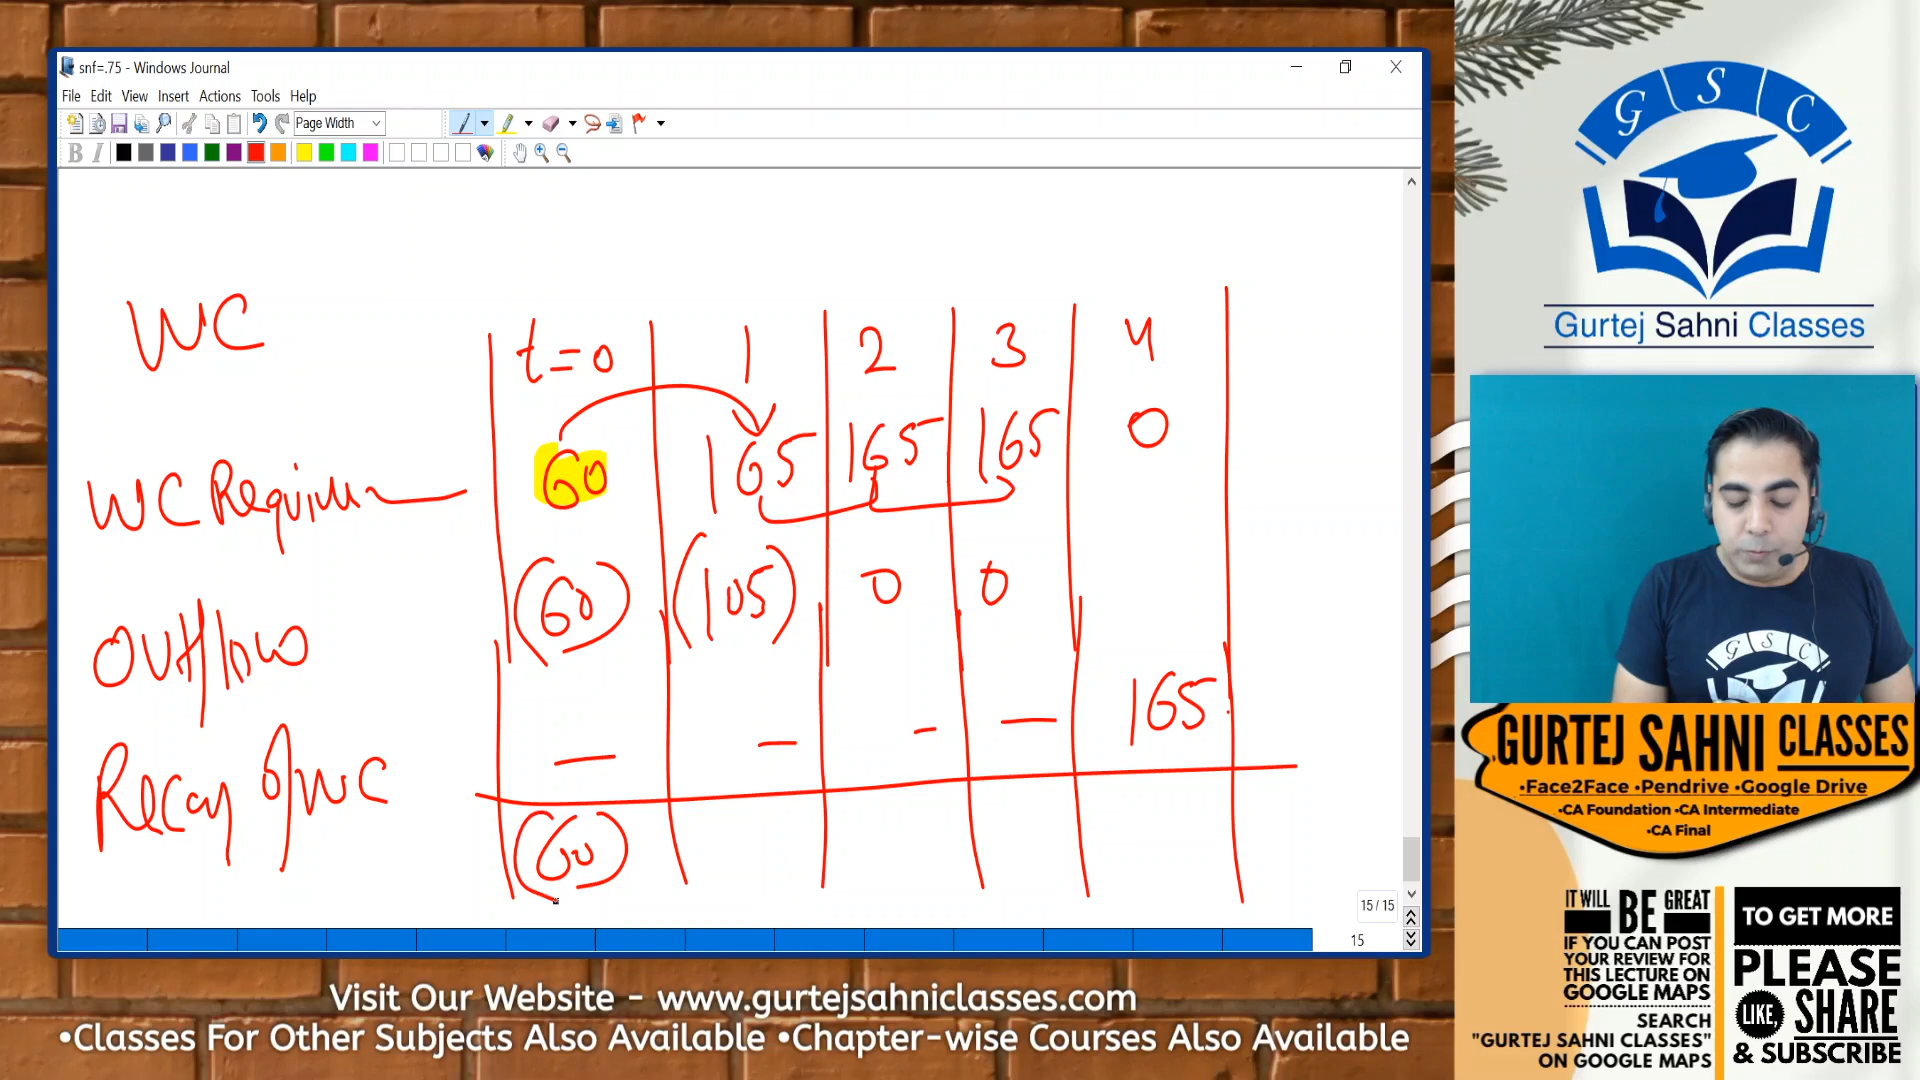 snf=.75 - Windows Journal
File Edit View Insert Actions Tools Help
Page Width
B I
WC
t=0 1 2 3 4
WC Requirem 60 165 165 165 0
Outflow (60) (105) 0 0
Recov of WC — — — — 165
(60)
15 / 15
15
G S C
Gurtej Sahni Classes
G S C
GURTEJ SAHNI CLASSES
•Face2Face •Pendrive •Google Drive
•CA Foundation •CA Intermediate
•CA Final
IT WILL BE GREAT
IF YOU CAN POST
YOUR REVIEW FOR
THIS LECTURE ON
GOOGLE MAPS
SEARCH
"GURTEJ SAHNI CLASSES"
ON GOOGLE MAPS
TO GET MORE
PLEASE
LIKE, SHARE
& SUBSCRIBE
Visit Our Website - www.gurtejsahniclasses.com
•Classes For Other Subjects Also Available •Chapter-wise Courses Also Available